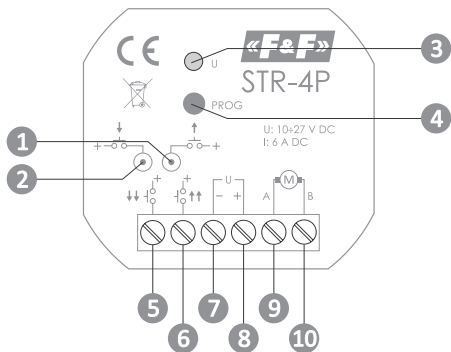 CE
«F&F»
U
STR-4P
PROG
U: 10÷27 V DC
I: 6 A DC
+ +
+ + U M
- + A B
1
2
3
4
5
6
7
8
9
10